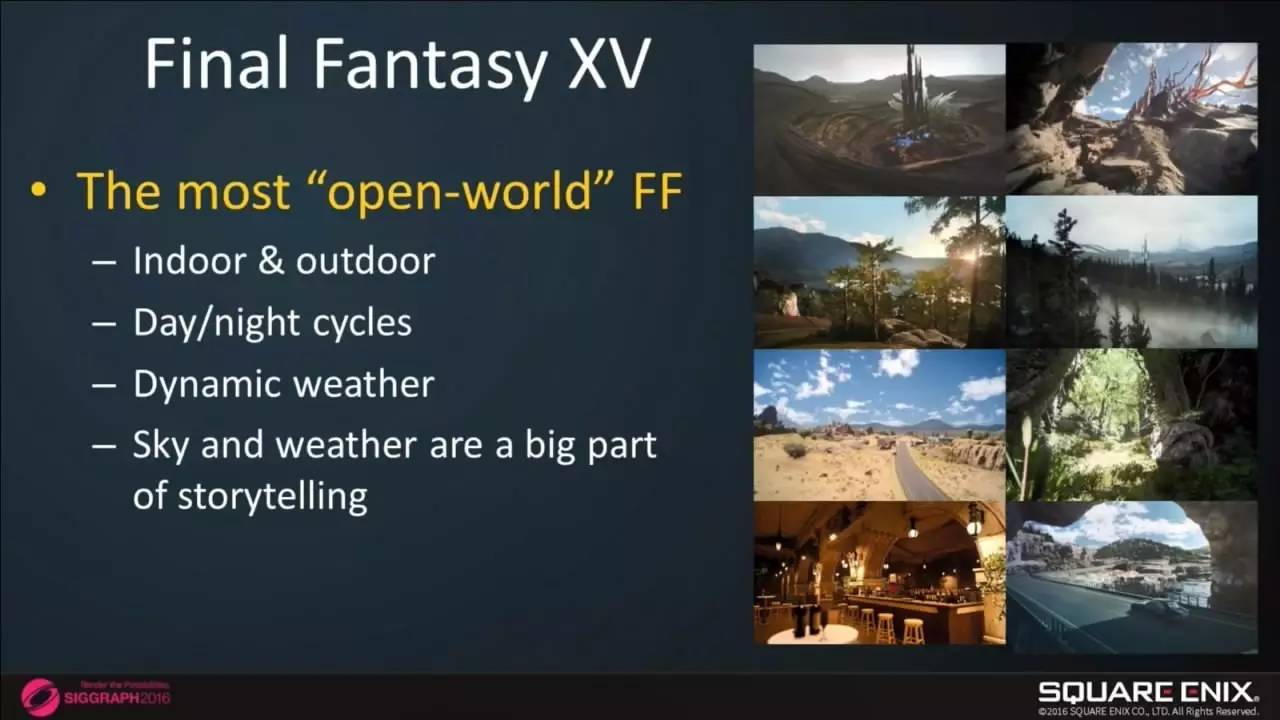 Final Fantasy XV
• The most “open-world” FF
– Indoor & outdoor
– Day/night cycles
– Dynamic weather
– Sky and weather are a big part
of storytelling
Render the Possibilities
SIGGRAPH2016
SQUARE ENIX.
©2016 SQUARE ENIX CO., LTD. All Rights Reserved.